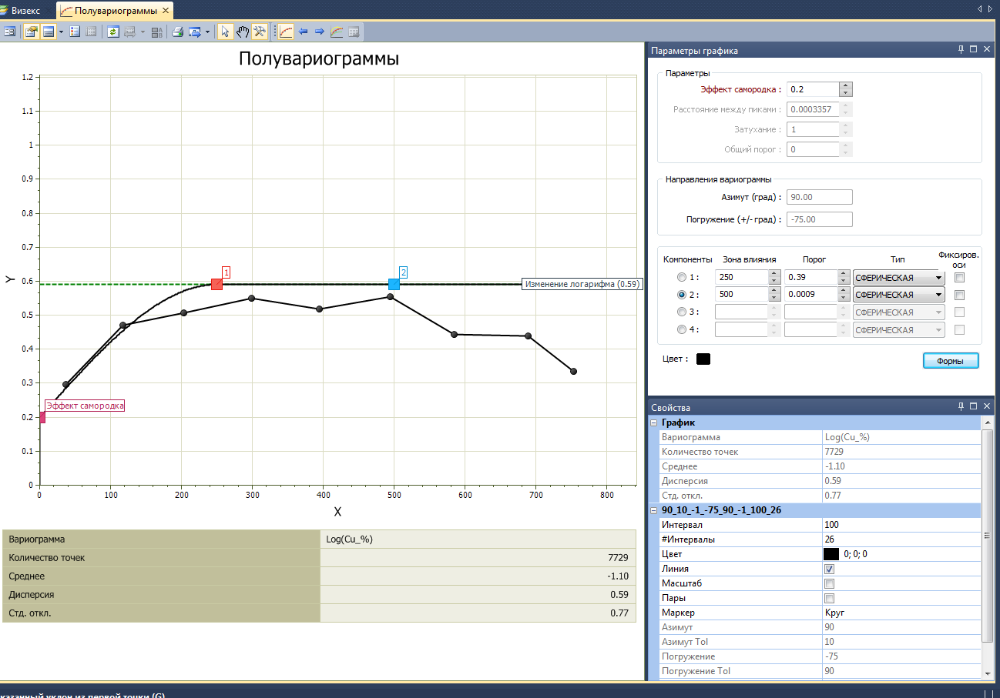 Визекс
Полувариограммы
Полувариограммы
1.2
1.1
1
0.9
0.8
0.7
0.6
0.5
0.4
0.3
0.2
0.1
0
Y
1
2
Изменение логарифма (0.59)
Эффект самородка
0 100 200 300 400 500 600 700 800
X
Вариограмма Log(Cu_%)
Количество точек 7729
Среднее -1.10
Дисперсия 0.59
Стд. откл. 0.77
Параметры графика
Параметры
Эффект самородка : 0.2
Расстояние между пиками : 0.0003357
Затухание : 1
Общий порог : 0
Направления вариограммы
Азимут (град) : 90.00
Погружение (+/- град) : -75.00
Компоненты Зона влияния Порог Тип Фиксиров. оси
1 : 250 0.39 СФЕРИЧЕСКАЯ
2 : 500 0.0009 СФЕРИЧЕСКАЯ
3 : СФЕРИЧЕСКАЯ
4 : СФЕРИЧЕСКАЯ
Цвет : Формы
Свойства
График
Вариограмма Log(Cu_%)
Количество точек 7729
Среднее -1.10
Дисперсия 0.59
Стд. откл. 0.77
90_10_-1_-75_90_-1_100_26
Интервал 100
#Интервалы 26
Цвет 0; 0; 0
Линия
Масштаб
Пары
Маркер Круг
Азимут 90
Азимут Tol 10
Погружение -75
Погружение Tol 90
казанный уклон из первой точки (G)